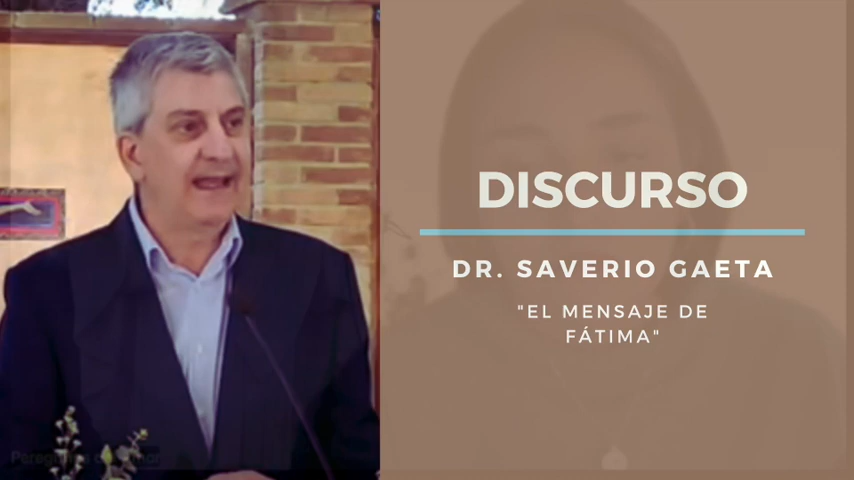 DISCURSO
DR. SAVERIO GAETA
"EL MENSAJE DE
FÁTIMA"